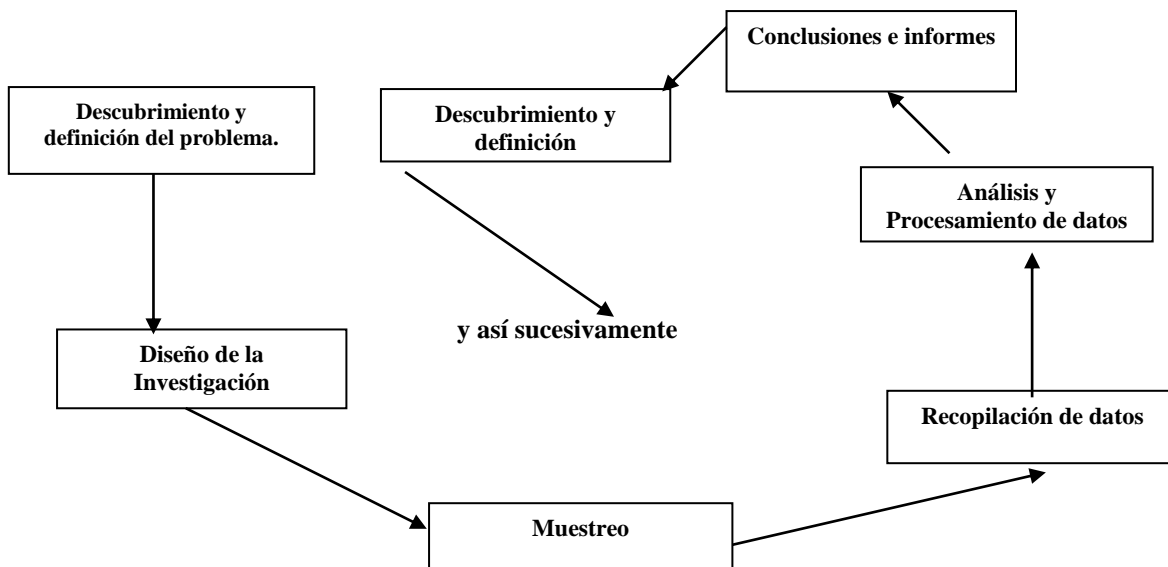 Conclusiones e informes
Descubrimiento y
definición del problema.
Descubrimiento y
definición
Análisis y
Procesamiento de datos
y así sucesivamente
Diseño de la
Investigación
Recopilación de datos
Muestreo